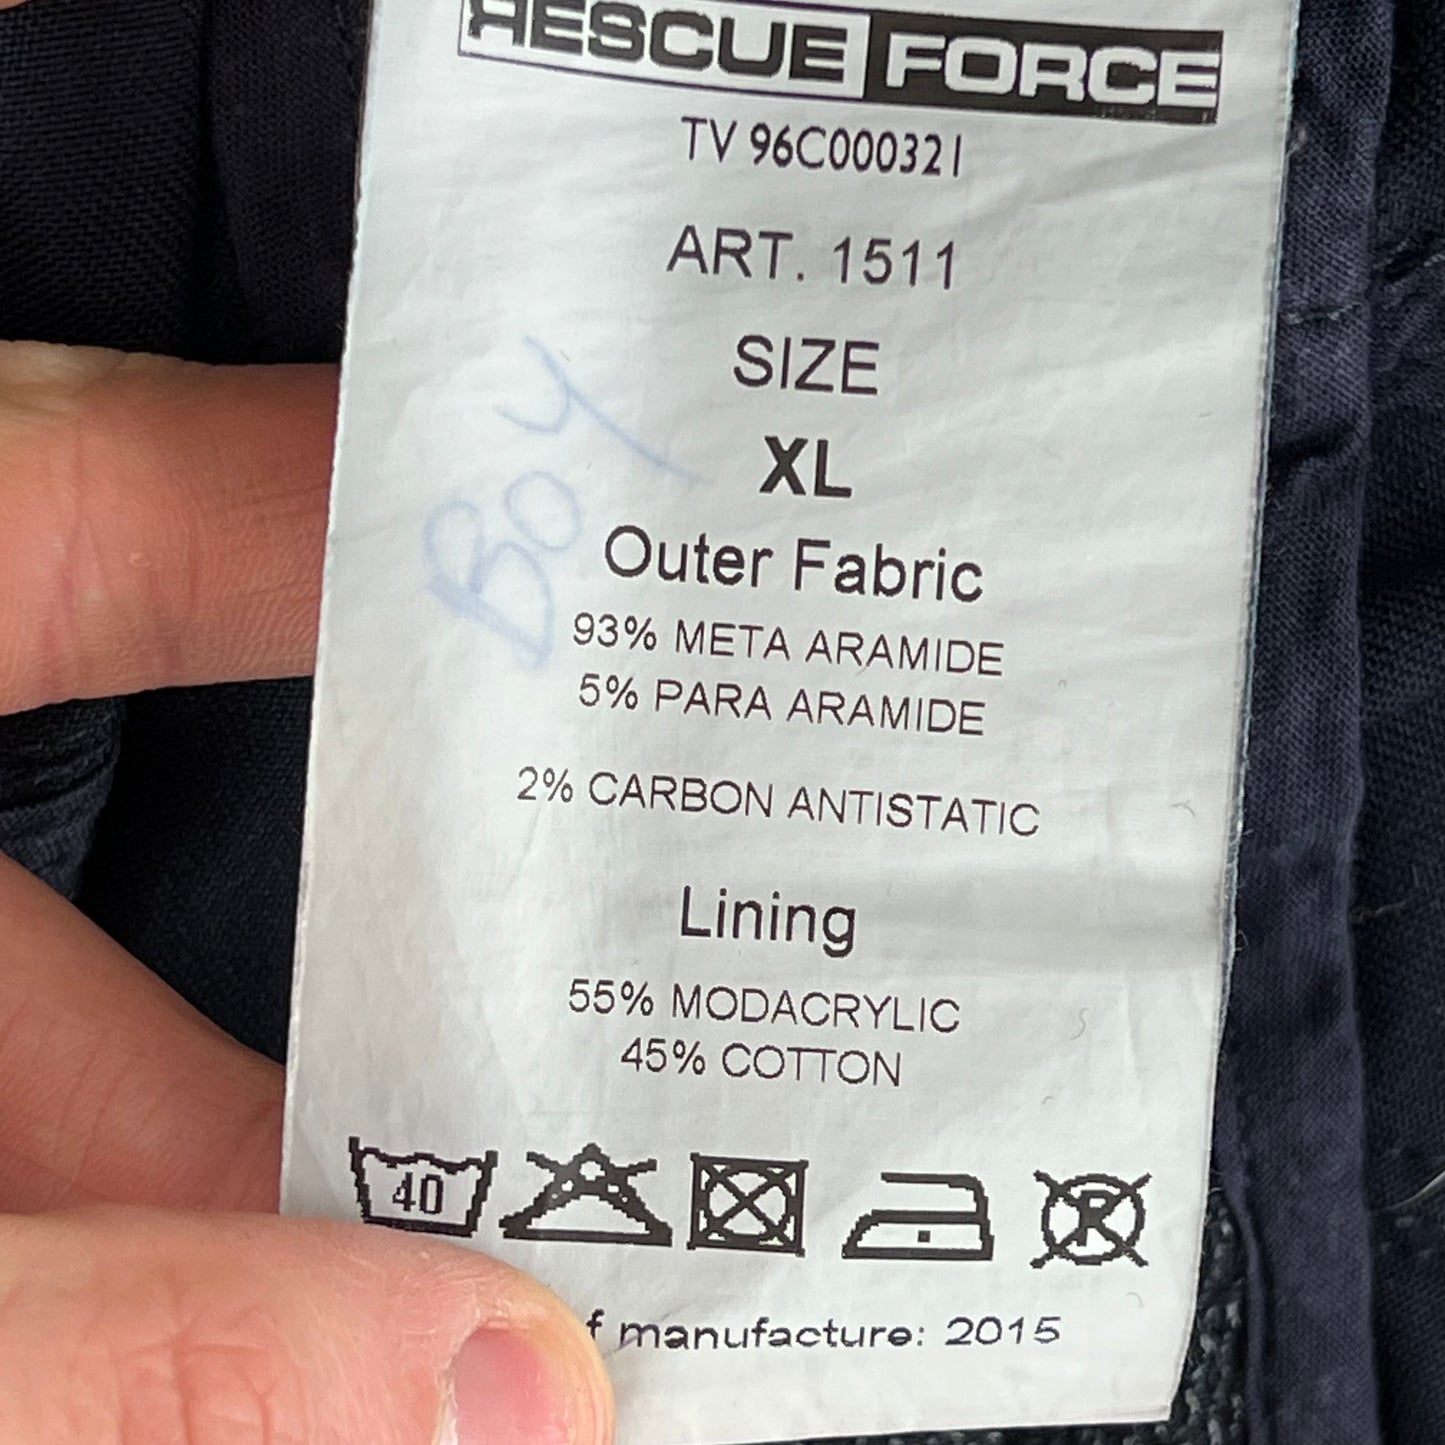 RESCUE FORCE
TV 96C000321
ART. 1511
SIZE
XL
BOY
Outer Fabric
93% META ARAMIDE
5% PARA ARAMIDE
2% CARBON ANTISTATIC
Lining
55% MODACRYLIC
45% COTTON
40
R
f manufacture: 2015